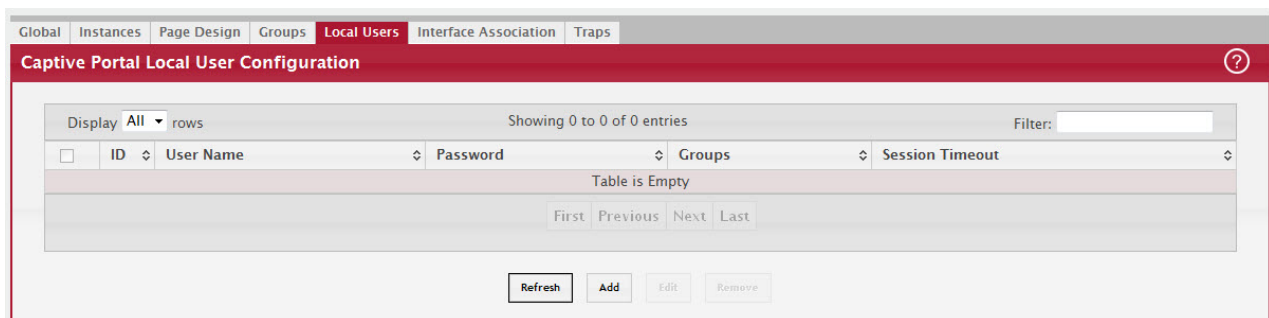 Global Instances Page Design Groups Local Users Interface Association Traps
Captive Portal Local User Configuration ?
Display All rows Showing 0 to 0 of 0 entries Filter:
ID User Name Password Groups Session Timeout
Table is Empty
First Previous Next Last
Refresh Add Edit Remove